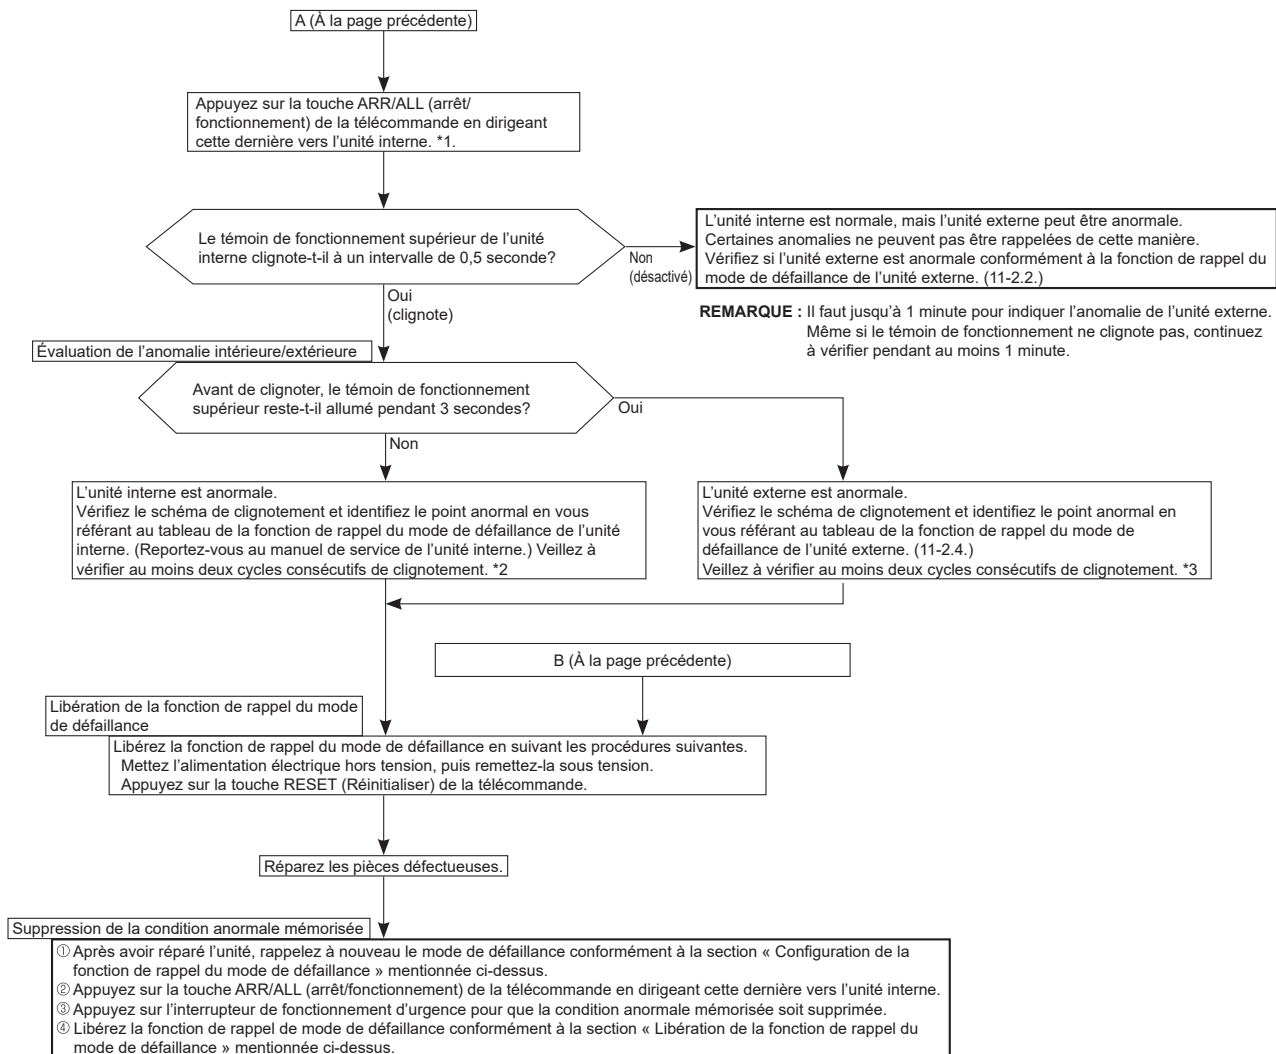 A (À la page précédente)
Appuyez sur la touche ARR/ALL (arrêt/
fonctionnement) de la télécommande en dirigeant
cette dernière vers l'unité interne. *1.
Le témoin de fonctionnement supérieur de l'unité
interne clignote-t-il à un intervalle de 0,5 seconde?
Non
(désactivé)
L'unité interne est normale, mais l'unité externe peut être anormale.
Certaines anomalies ne peuvent pas être rappelées de cette manière.
Vérifiez si l'unité externe est anormale conformément à la fonction de rappel du
mode de défaillance de l'unité externe. (11-2.2.)
REMARQUE : Il faut jusqu'à 1 minute pour indiquer l'anomalie de l'unité externe.
Même si le témoin de fonctionnement ne clignote pas, continuez
à vérifier pendant au moins 1 minute.
Oui
(clignote)
Évaluation de l'anomalie intérieure/extérieure
Avant de clignoter, le témoin de fonctionnement
supérieur reste-t-il allumé pendant 3 secondes?
Oui
Non
L'unité interne est anormale.
Vérifiez le schéma de clignotement et identifiez le point anormal en vous
référant au tableau de la fonction de rappel du mode de défaillance de l'unité
interne. (Reportez-vous au manuel de service de l'unité interne.) Veillez à
vérifier au moins deux cycles consécutifs de clignotement. *2
L'unité externe est anormale.
Vérifiez le schéma de clignotement et identifiez le point anormal en
vous référant au tableau de la fonction de rappel du mode de
défaillance de l'unité externe. (11-2.4.)
Veillez à vérifier au moins deux cycles consécutifs de clignotement. *3
B (À la page précédente)
Libération de la fonction de rappel du mode
de défaillance
Libérez la fonction de rappel du mode de défaillance en suivant les procédures suivantes.
Mettez l'alimentation électrique hors tension, puis remettez-la sous tension.
Appuyez sur la touche RESET (Réinitialiser) de la télécommande.
Réparez les pièces défectueuses.
Suppression de la condition anormale mémorisée
① Après avoir réparé l'unité, rappelez à nouveau le mode de défaillance conformément à la section « Configuration de la
fonction de rappel du mode de défaillance » mentionnée ci-dessus.
② Appuyez sur la touche ARR/ALL (arrêt/fonctionnement) de la télécommande en dirigeant cette dernière vers l'unité interne.
③ Appuyez sur l'interrupteur de fonctionnement d'urgence pour que la condition anormale mémorisée soit supprimée.
④ Libérez la fonction de rappel de mode de défaillance conformément à la section « Libération de la fonction de rappel du
mode de défaillance » mentionnée ci-dessus.